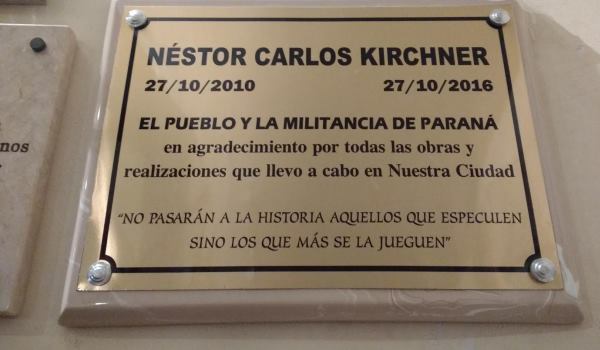 NÉSTOR CARLOS KIRCHNER
27/10/2010 27/10/2016
EL PUEBLO Y LA MILITANCIA DE PARANÁ
en agradecimiento por todas las obras y
realizaciones que llevo a cabo en Nuestra Ciudad
"NO PASARÁN A LA HISTORIA AQUELLOS QUE ESPECULEN
SINO LOS QUE MÁS SE LA JUEGUEN"
nos